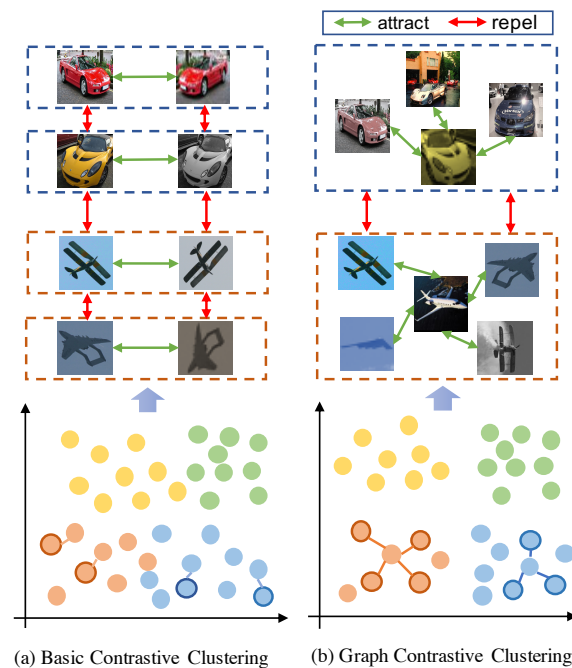 attract repel
(a) Basic Contrastive Clustering
(b) Graph Contrastive Clustering